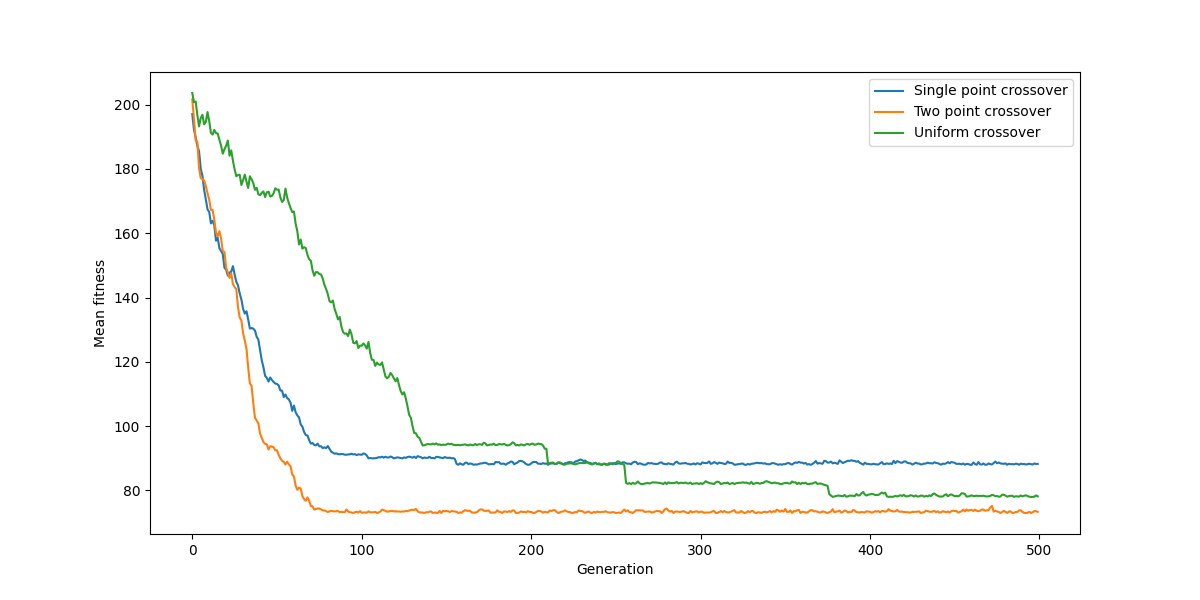 Single point crossover
Two point crossover
Uniform crossover
200
180
160
140
120
100
80
Mean fitness
0 100 200 300 400 500
Generation